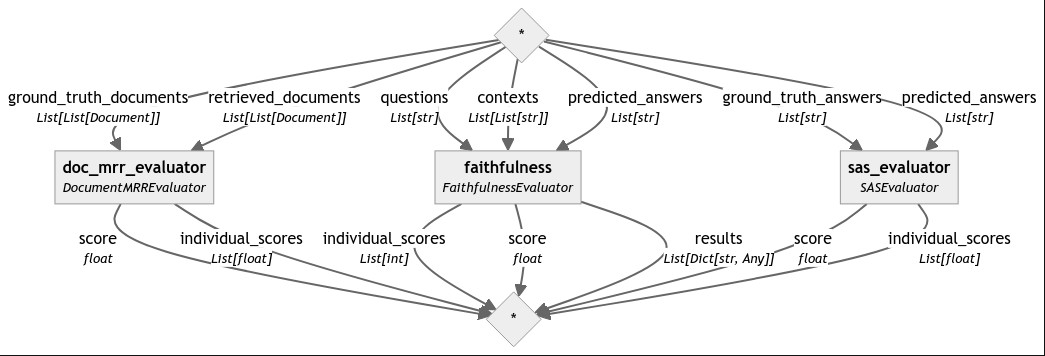 *
ground_truth_documents
List[List[Document]]
retrieved_documents
List[List[Document]]
questions
List[str]
contexts
List[List[str]]
predicted_answers
List[str]
ground_truth_answers
List[str]
predicted_answers
List[str]
doc_mrr_evaluator
DocumentMRREvaluator
faithfulness
FaithfulnessEvaluator
sas_evaluator
SASEvaluator
score
float
individual_scores
List[float]
individual_scores
List[int]
score
float
results
List[Dict[str, Any]]
score
float
individual_scores
List[float]
*